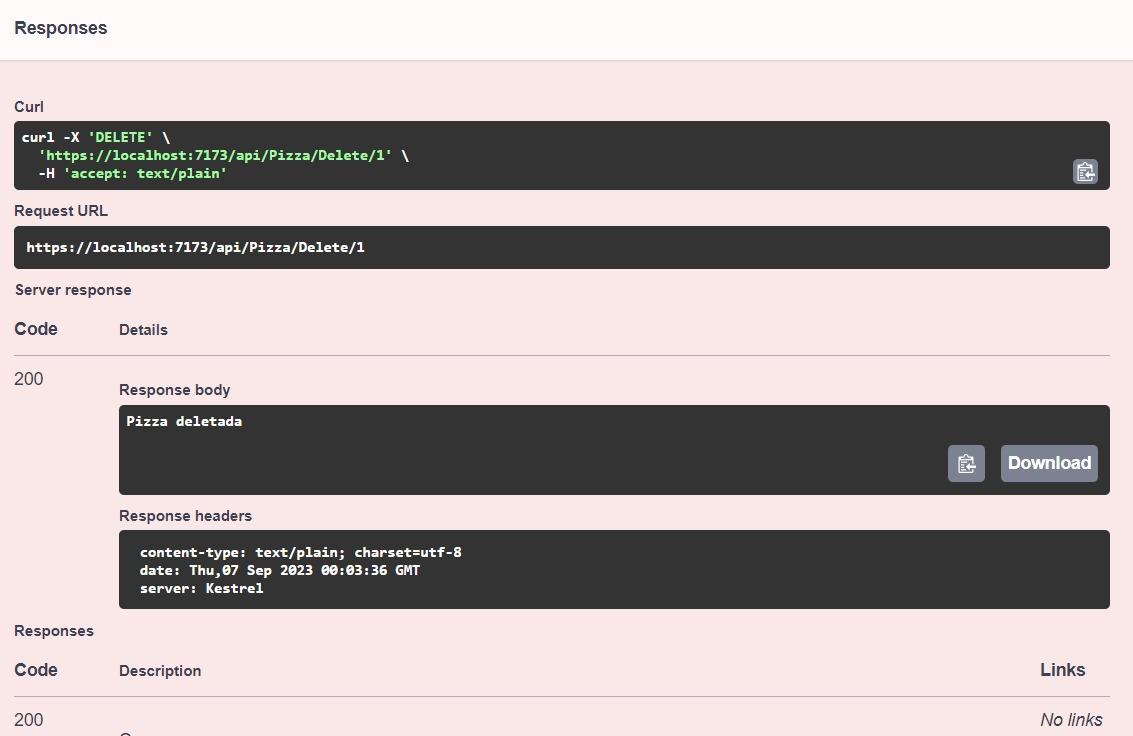 Responses
Curl
curl -X 'DELETE' \
'https://localhost:7173/api/Pizza/Delete/1' \
-H 'accept: text/plain'
Request URL
https://localhost:7173/api/Pizza/Delete/1
Server response
Code Details
200
Response body
Pizza deletada
Download
Response headers
content-type: text/plain; charset=utf-8
date: Thu,07 Sep 2023 00:03:36 GMT
server: Kestrel
Responses
Code Description Links
200 No links